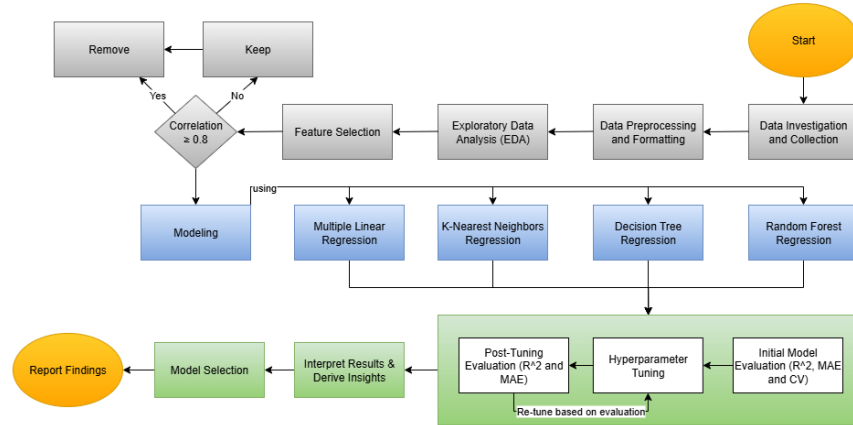 Start
Remove
Keep
Yes
No
Correlation
≥ 0.8
Feature Selection
Exploratory Data
Analysis (EDA)
Data Preprocessing
and Formatting
Data Investigation
and Collection
using
Modeling
Multiple Linear
Regression
K-Nearest Neighbors
Regression
Decision Tree
Regression
Random Forest
Regression
Report Findings
Model Selection
Interpret Results &
Derive Insights
Post-Tuning
Evaluation (R^2 and
MAE)
Hyperparameter
Tuning
Initial Model
Evaluation (R^2, MAE
and CV)
Re-tune based on evaluation